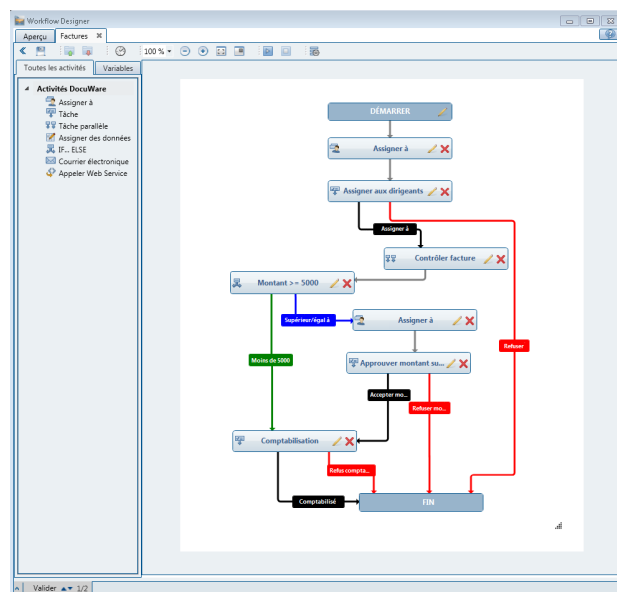 Workflow Designer
Aperçu
Factures
100 %
Toutes les activités
Variables
Activités DocuWare
Assigner à
Tâche
Tâche parallèle
Assigner des données
IF... ELSE
Courrier électronique
Appeler Web Service
DÉMARRER
Assigner à
Assigner aux dirigeants
Assigner à
Contrôler facture
Montant >= 5000
Supérieur/égal à
Assigner à
Refuser
Moins de 5000
Approuver montant su...
Accepter mo...
Refuser mo...
Comptabilisation
Refus compta...
Comptabilisé
FIN
Valider
1/2